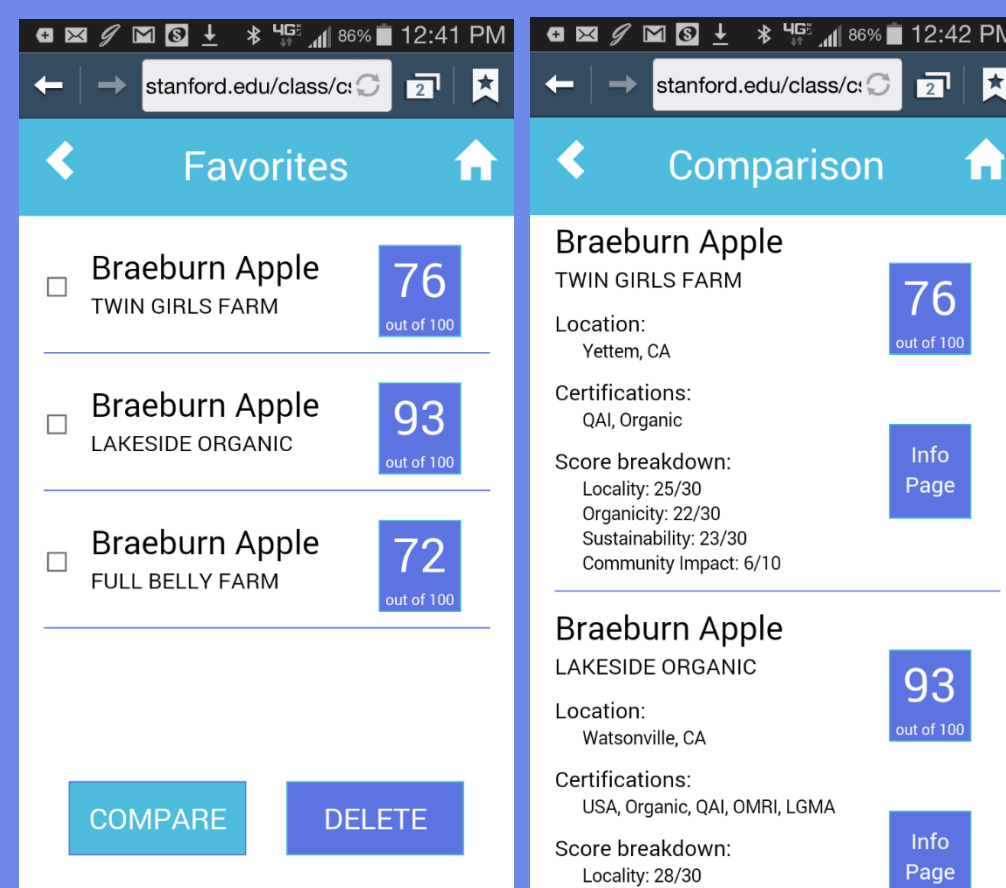 86% 12:41 PM
stanford.edu/class/c
2
Favorites
Braeburn Apple
TWIN GIRLS FARM
76
out of 100
Braeburn Apple
LAKESIDE ORGANIC
93
out of 100
Braeburn Apple
FULL BELLY FARM
72
out of 100
COMPARE
DELETE
4G 86% 12:42 PM
stanford.edu/class/c
2
Comparison
Braeburn Apple
TWIN GIRLS FARM
76
out of 100
Location:
Yettem, CA
Certifications:
QAI, Organic
Score breakdown:
Locality: 25/30
Organicity: 22/30
Sustainability: 23/30
Community Impact: 6/10
Info
Page
Braeburn Apple
LAKESIDE ORGANIC
93
out of 100
Location:
Watsonville, CA
Certifications:
USA, Organic, QAI, OMRI, LGMA
Score breakdown:
Locality: 28/30
Info
Page